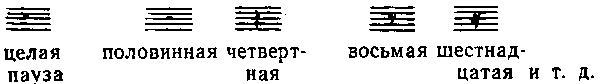 целая половинная четверт- восьмая шестнад-
пауза ная цатая и т. д.